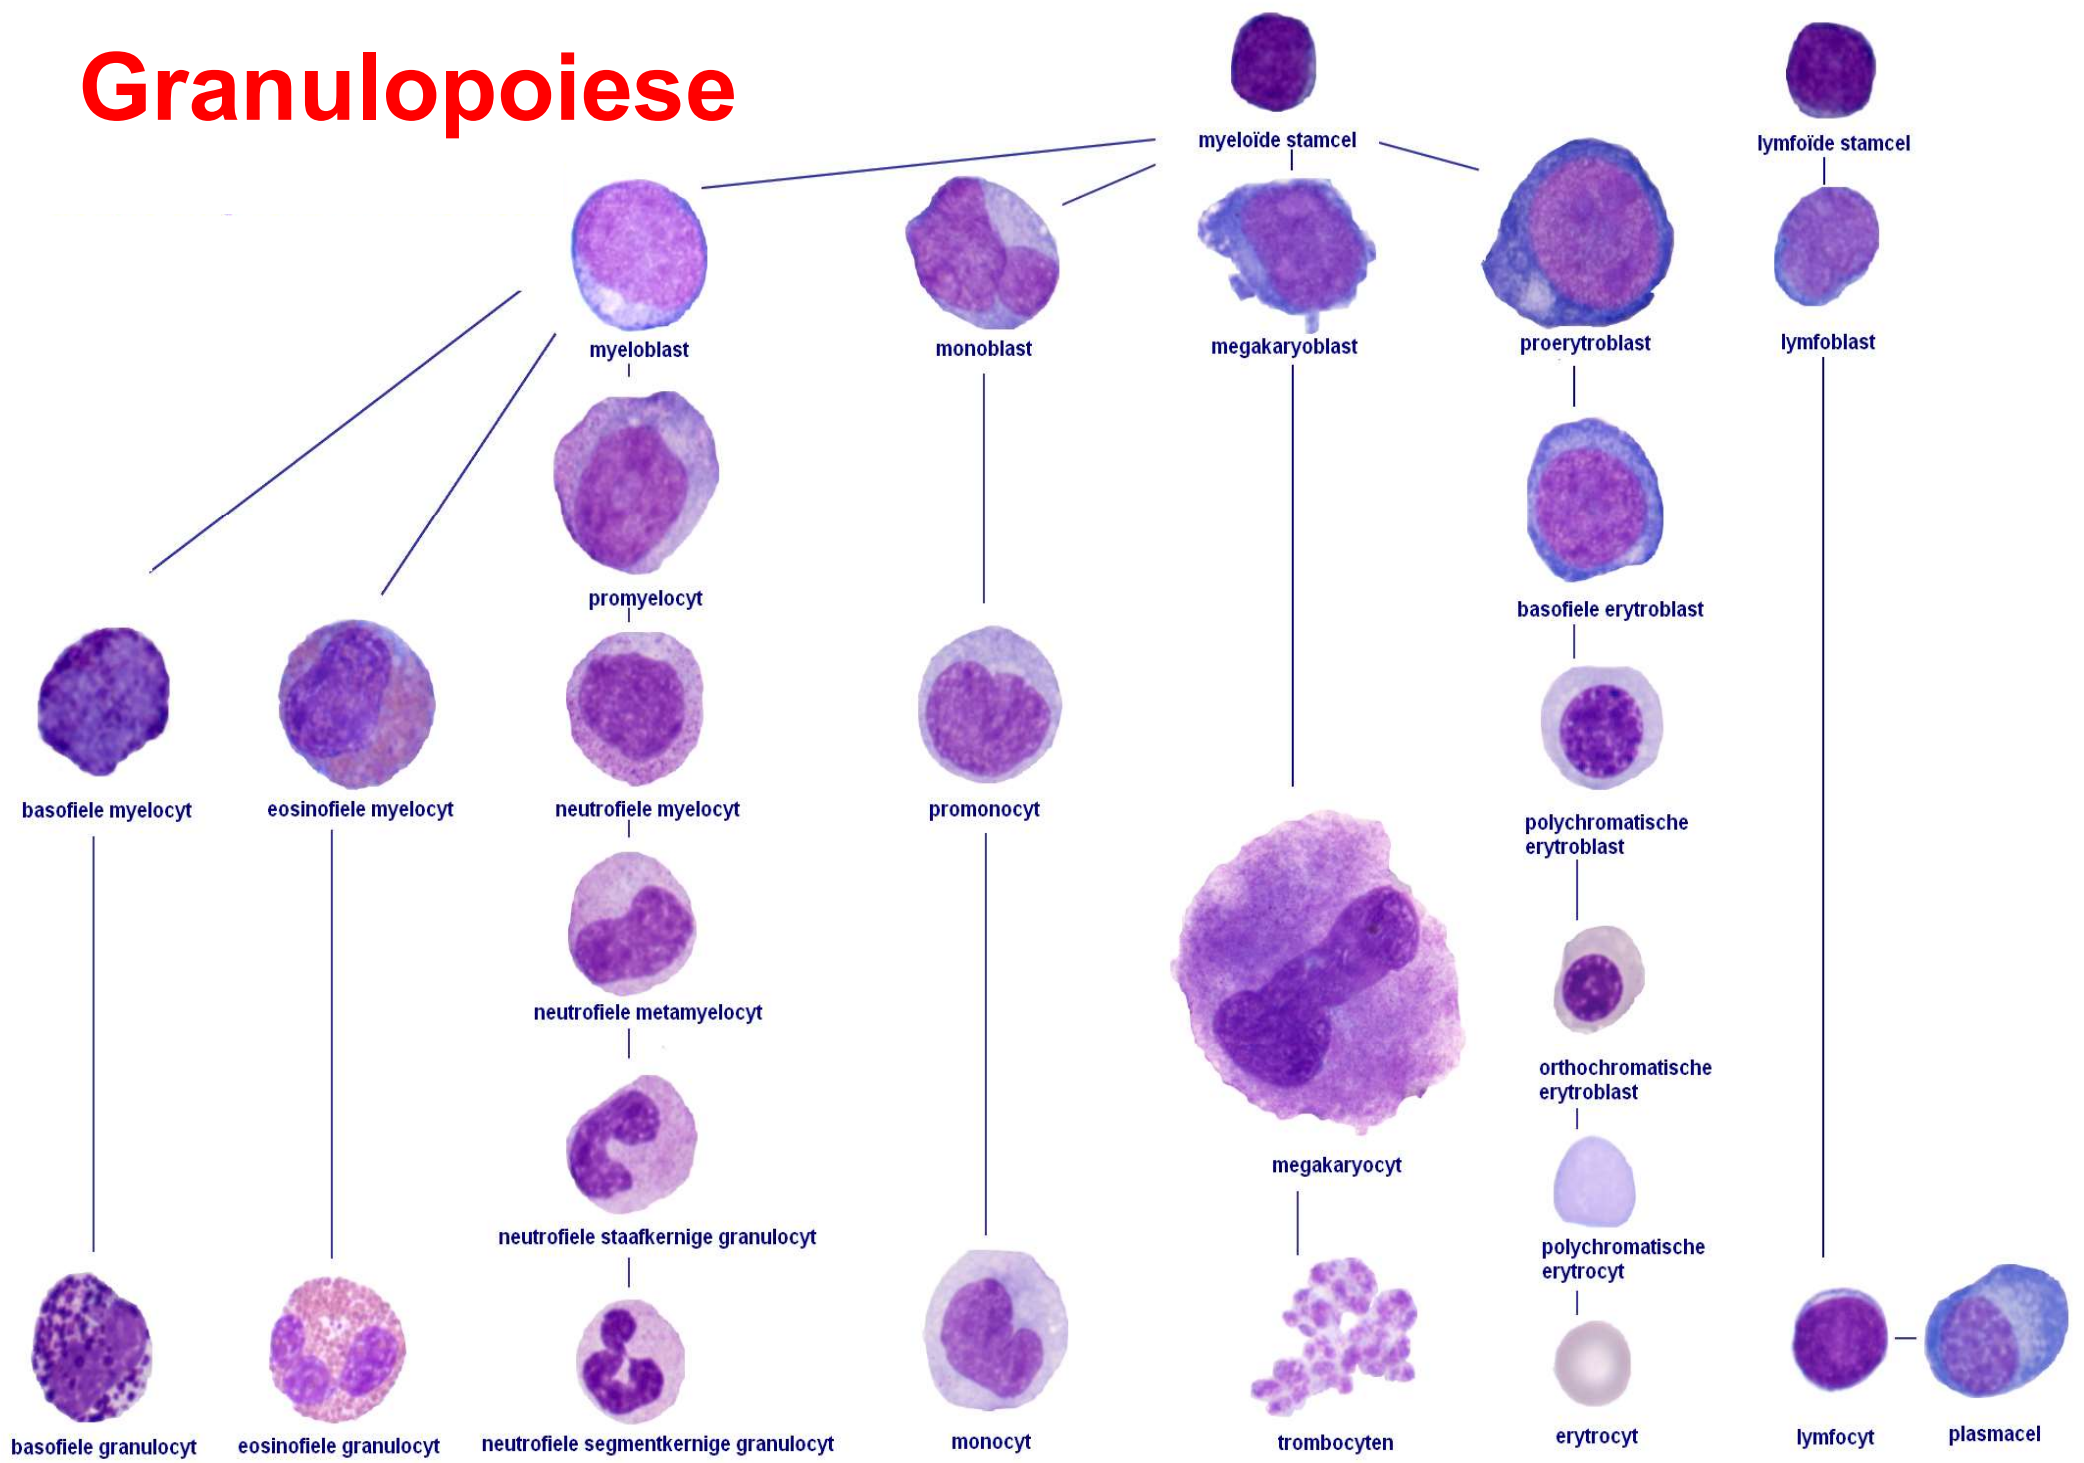 Granulopoiese
myeloïde stamcel
lymfoïde stamcel
myeloblast
monoblast
megakaryoblast
proerytroblast
lymfoblast
promyelocyt
basofiele erytroblast
basofiele myelocyt
eosinofiele myelocyt
neutrofiele myelocyt
promonocyt
polychromatische
erytroblast
neutrofiele metamyelocyt
orthochromatische
erytroblast
megakaryocyt
neutrofiele staafkernige granulocyt
polychromatische
erytrocyt
basofiele granulocyt
eosinofiele granulocyt
neutrofiele segmentkernige granulocyt
monocyt
trombocyten
erytrocyt
lymfocyt
plasmacel